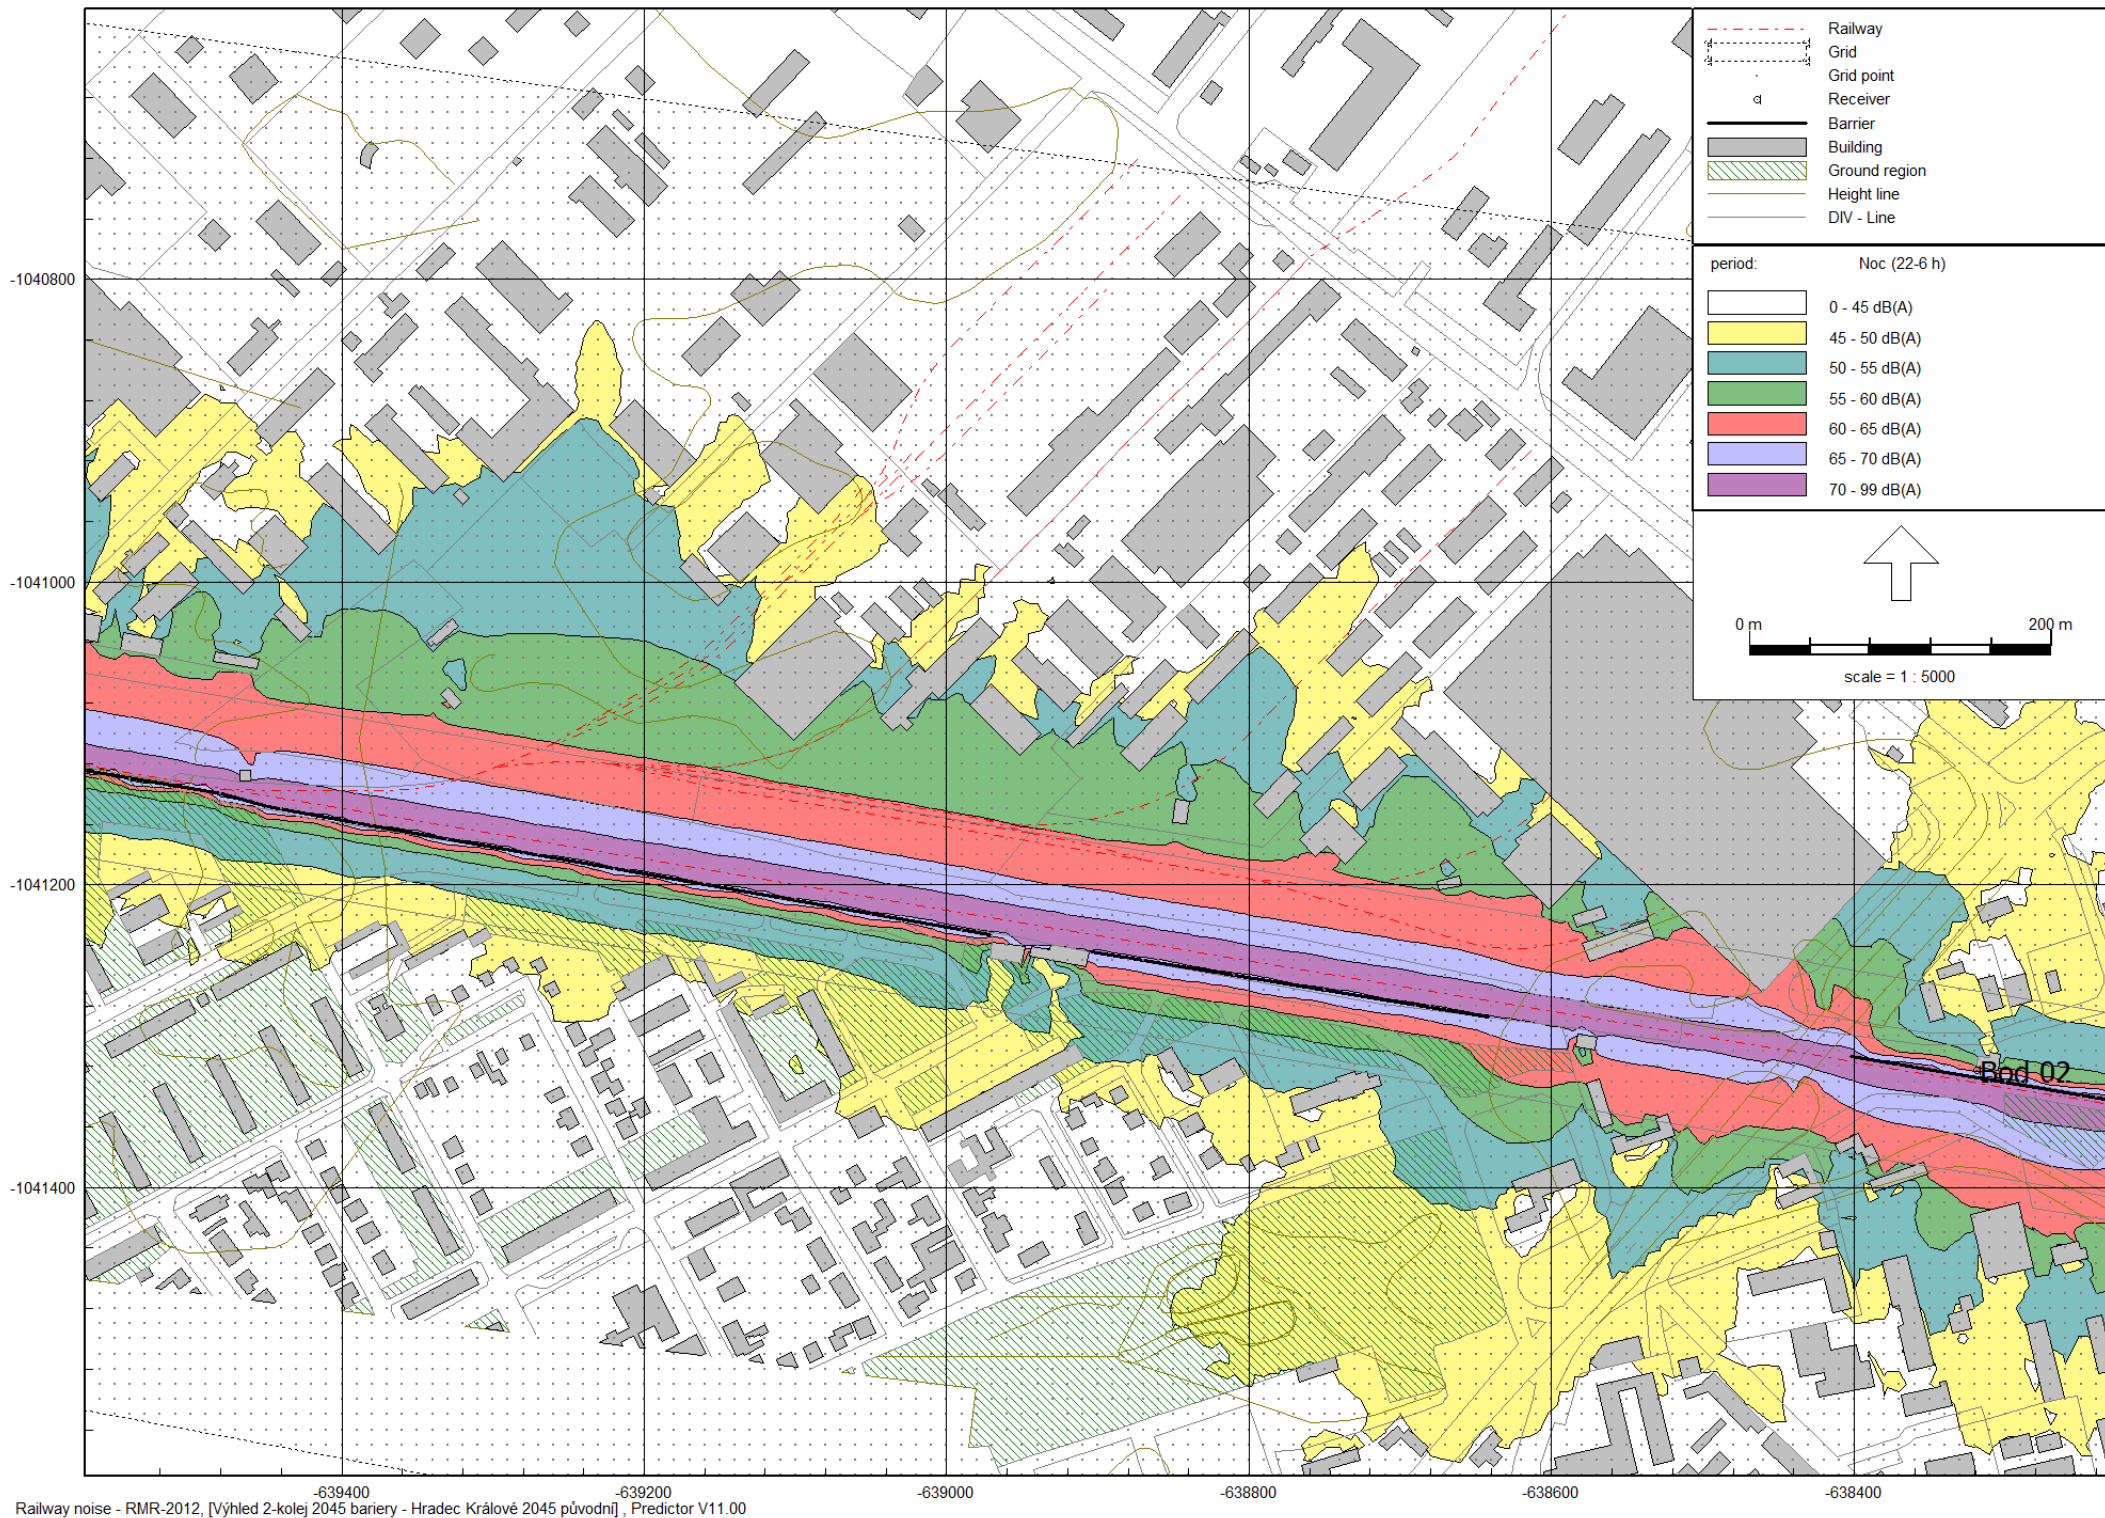 Railway
Grid
Grid point
Receiver
Barrier
Building
Ground region
Height line
DIV - Line
period: Noc (22-6 h)
0 - 45 dB(A)
45 - 50 dB(A)
50 - 55 dB(A)
55 - 60 dB(A)
60 - 65 dB(A)
65 - 70 dB(A)
70 - 99 dB(A)
0 m 200 m
scale = 1 : 5000
-1040800
-1041000
-1041200
-1041400
Bod 02
-639400 -639200 -639000 -638800 -638600 -638400
Railway noise - RMR-2012, [Výhled 2-kolej 2045 bariery - Hradec Králové 2045 původní] , Predictor V11.00